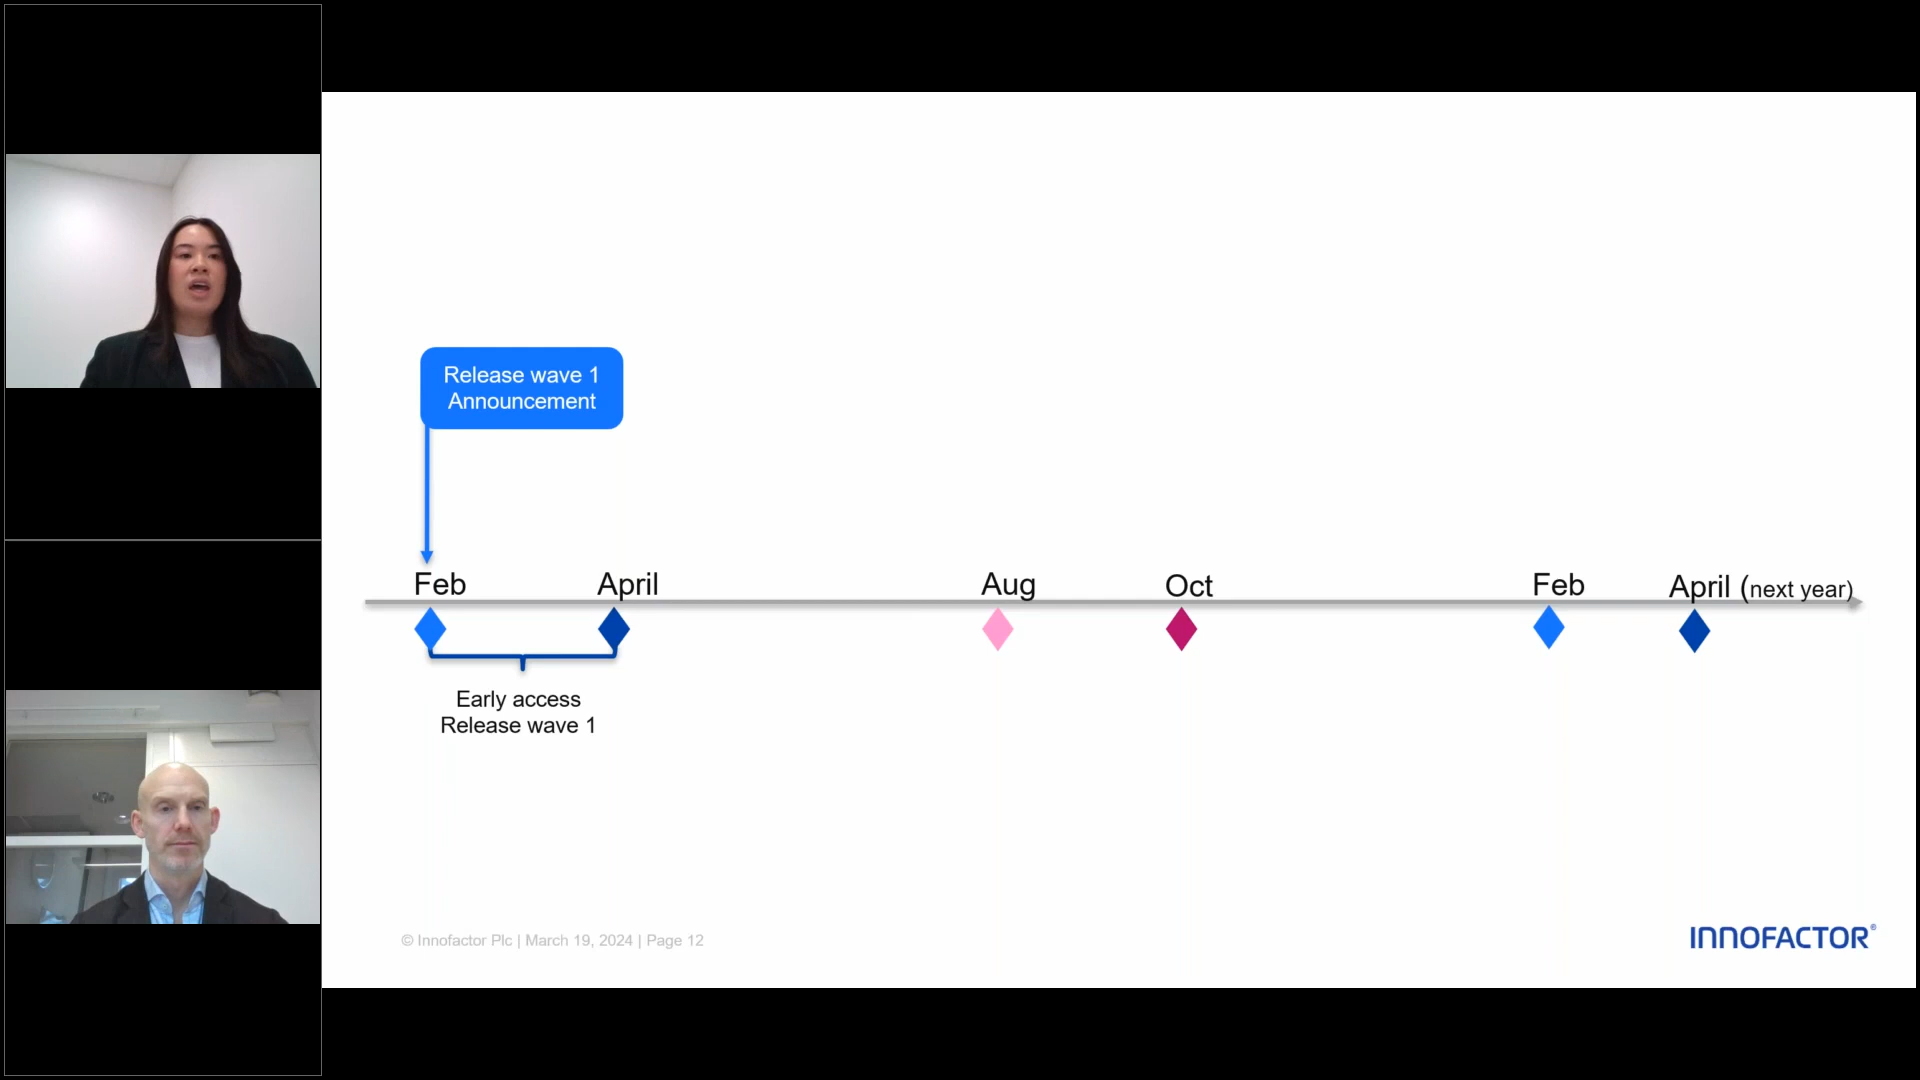 Release wave 1
Announcement
Feb April Aug Oct Feb April (next year)
Early access
Release wave 1
© Innofactor Plc | March 19, 2024 | Page 12
INNOFACTOR®